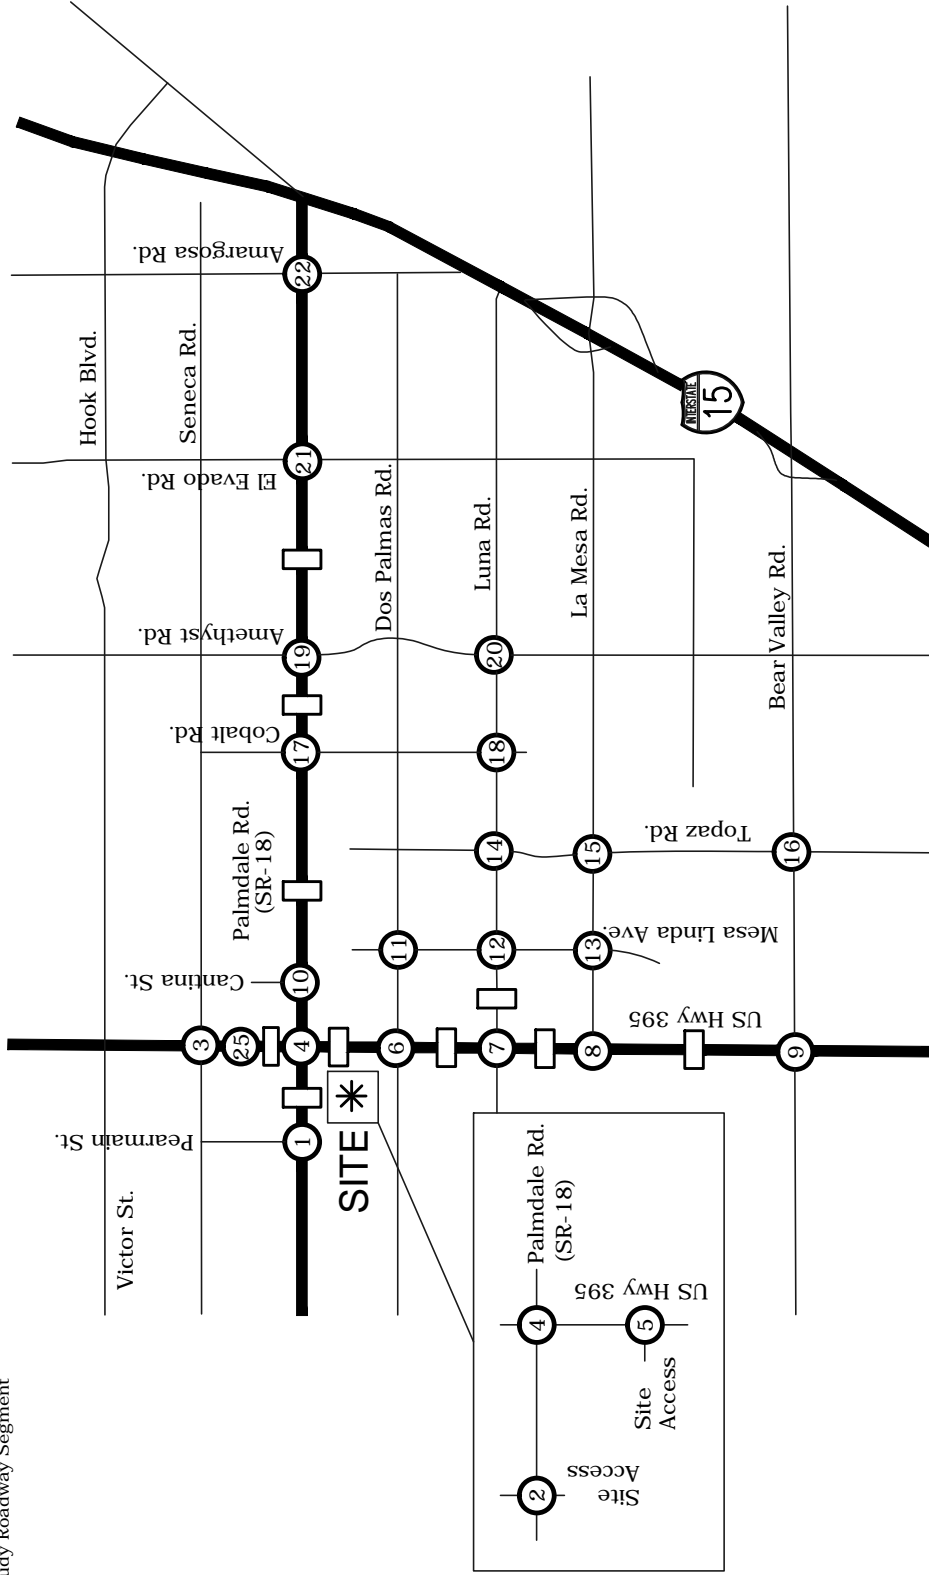 udy Roadway Segment
Hook Blvd.
Seneca Rd.
Amargosa Rd.
El Evado Rd.
Dos Palmas Rd.
Luna Rd.
La Mesa Rd.
Bear Valley Rd.
Amethyst Rd.
Cobalt Rd.
Palmdale Rd.
(SR-18)
Topaz Rd.
Mesa Linda Ave.
Cantina St.
US Hwy 395
Pearmain St.
Victor St.
SITE
INTERSTATE
15
22
21
19
20
17
18
14
15
16
11
12
13
10
3
25
4
6
7
8
9
1
Palmdale Rd.
(SR-18)
US Hwy 395
4
5
2
Site
Access
Site
Access